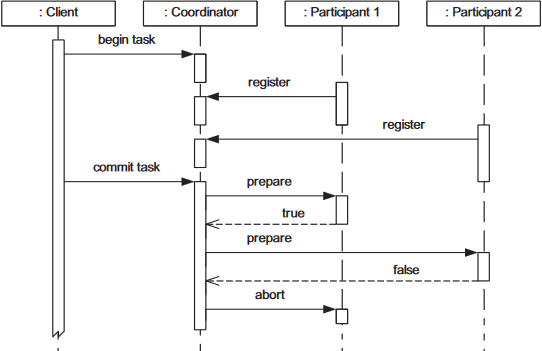 : Client
: Coordinator
: Participant 1
: Participant 2
begin task
register
register
commit task
prepare
true
prepare
false
abort